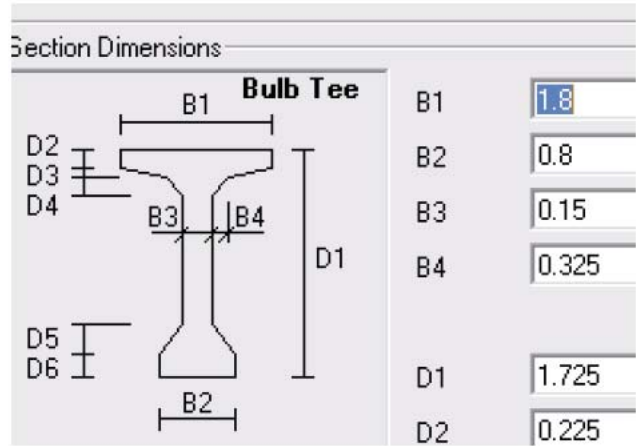 Section Dimensions
Bulb Tee
B1
D2
D3
D4
B3 B4
D1
D5
D6
B2
B1 1.8
B2 0.8
B3 0.15
B4 0.325
D1 1.725
D2 0.225